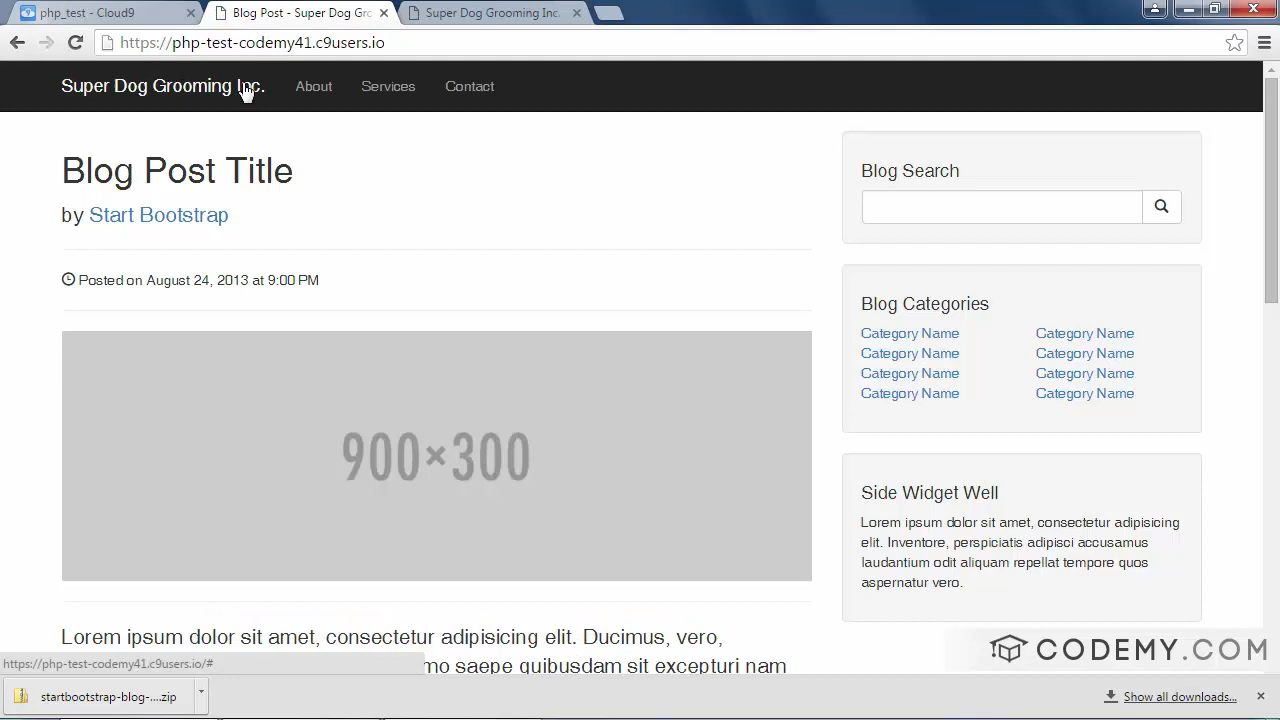 php_test - Cloud9
Blog Post - Super Dog Gro
Super Dog Grooming Inc.
https://php-test-codemy41.c9users.io
Super Dog Grooming Inc. About Services Contact
Blog Post Title
by Start Bootstrap
Posted on August 24, 2013 at 9:00 PM
900×300
Lorem ipsum dolor sit amet, consectetur adipisicing elit. Ducimus, vero,
mo saepe quibusdam sit excepturi nam
Blog Search
Blog Categories
Category Name Category Name
Category Name Category Name
Category Name Category Name
Category Name Category Name
Side Widget Well
Lorem ipsum dolor sit amet, consectetur adipisicing
elit. Inventore, perspiciatis adipisci accusamus
laudantium odit aliquam repellat tempore quos
aspernatur vero.
CODEMY.COM
https://php-test-codemy41.c9users.io/#
startbootstrap-blog-....zip
Show all downloads...